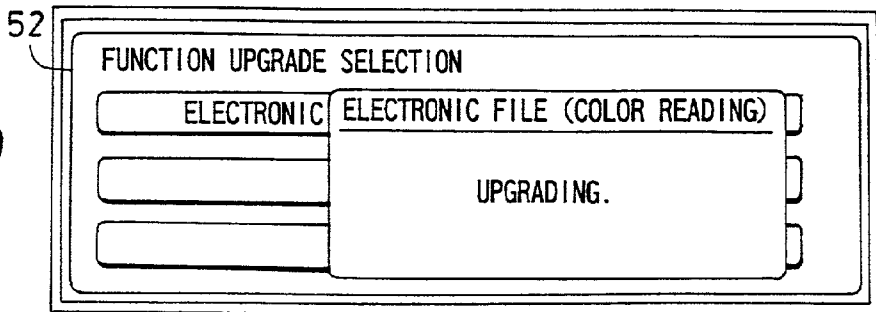 52
FUNCTION UPGRADE SELECTION
ELECTRONIC
ELECTRONIC FILE (COLOR READING)
UPGRADING.